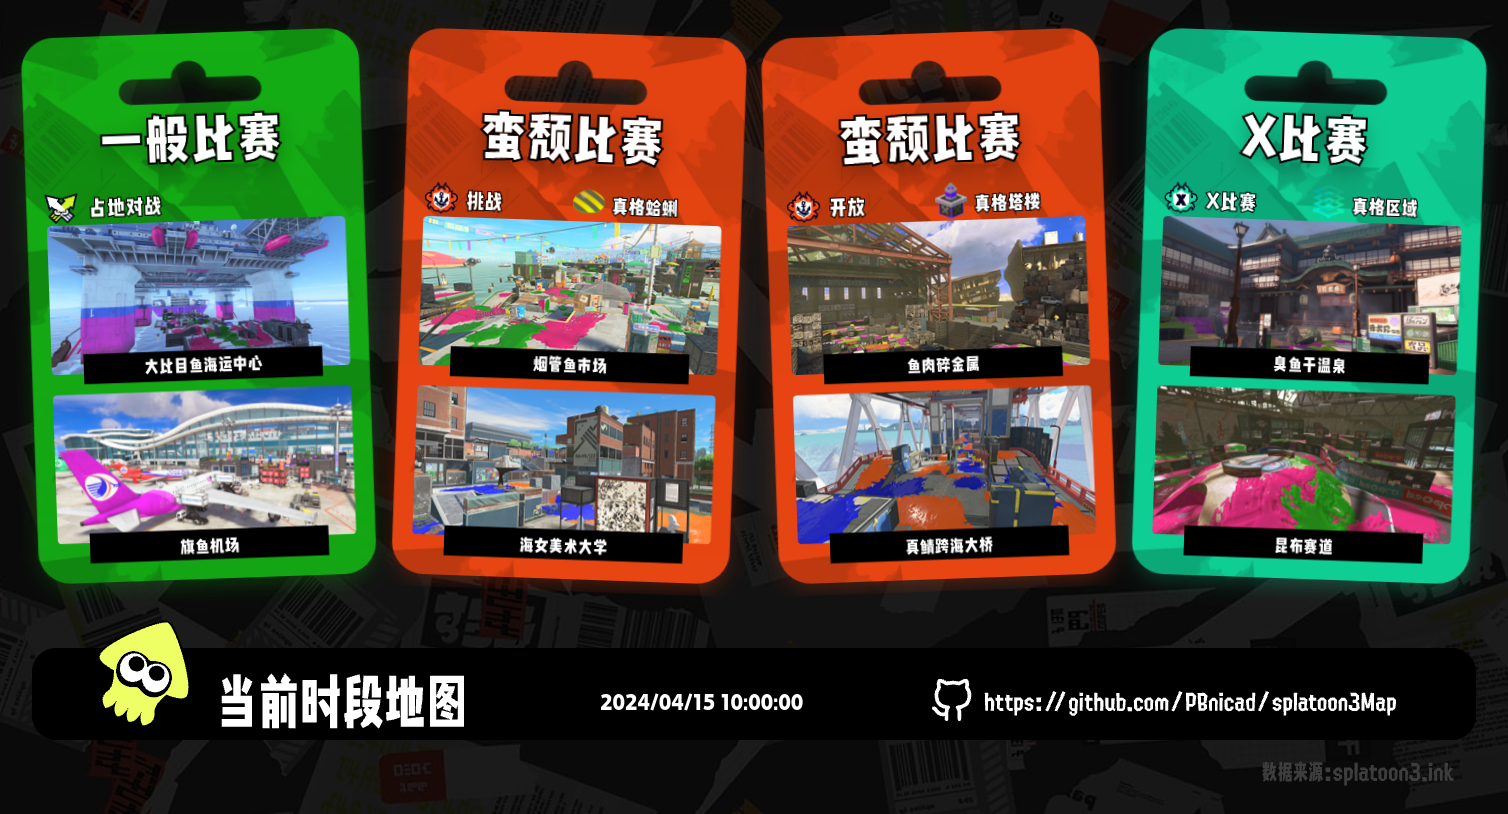 一般比赛
占地对战
大比目鱼海运中心
旗鱼机场
蛮颓比赛
挑战
真格蛤蜊
烟管鱼市场
海女美术大学
蛮颓比赛
开放
真格塔楼
鱼肉碎金属
真鲭跨海大桥
X比赛
X比赛
真格区域
臭鱼干温泉
昆布赛道
当前时段地图
2024/04/15 10:00:00
https://github.com/PBnicad/splatoon3Map
数据来源:splatoon3.ink